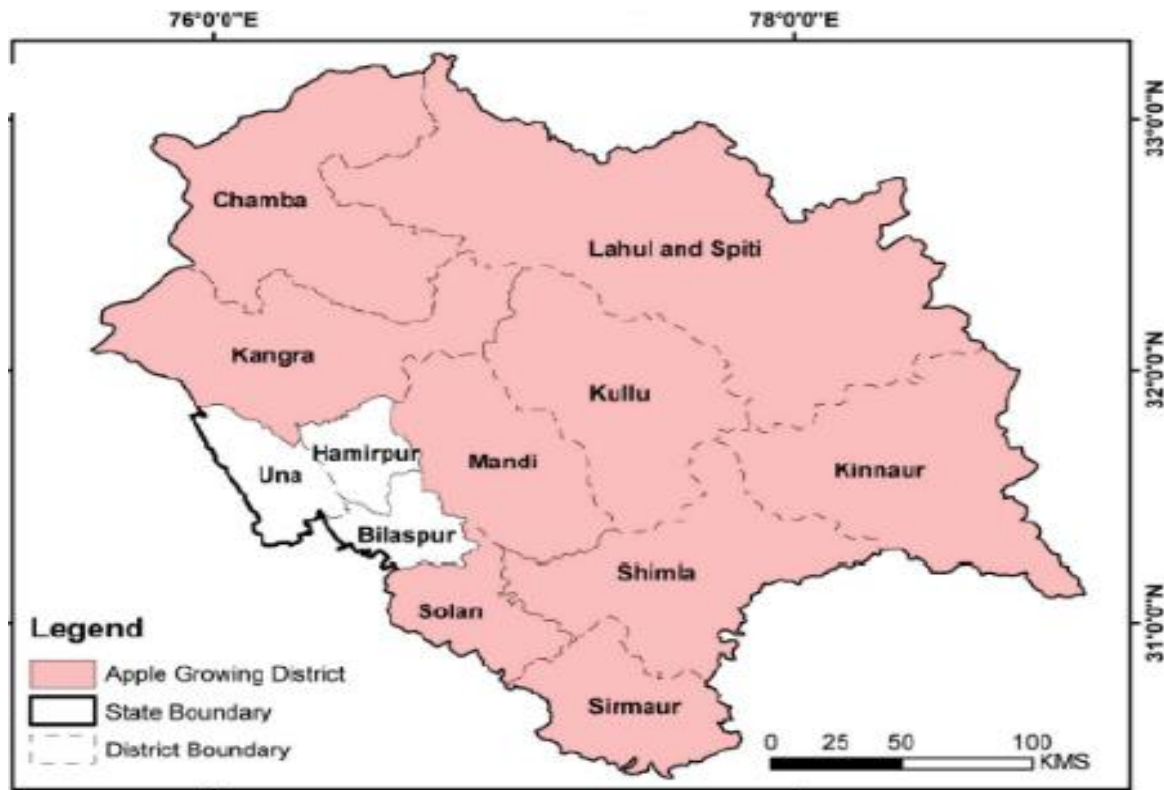 76°0'0"E
78°0'0"E
33°0'0"N
Chamba
Lahul and Spiti
32°0'0"N
Kangra
Kullu
Hamirpur
Mandi
Kinnaur
Una
Bilaspur
Shimla
Solan
31°0'0"N
Sirmaur
Legend
Apple Growing District
State Boundary
District Boundary
0 25 50 100
KMS